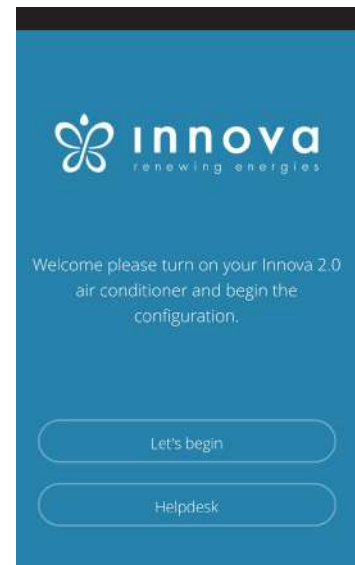 innova
renewing energies
Welcome please turn on your Innova 2.0
air conditioner and begin the
configuration.
Let's begin
Helpdesk